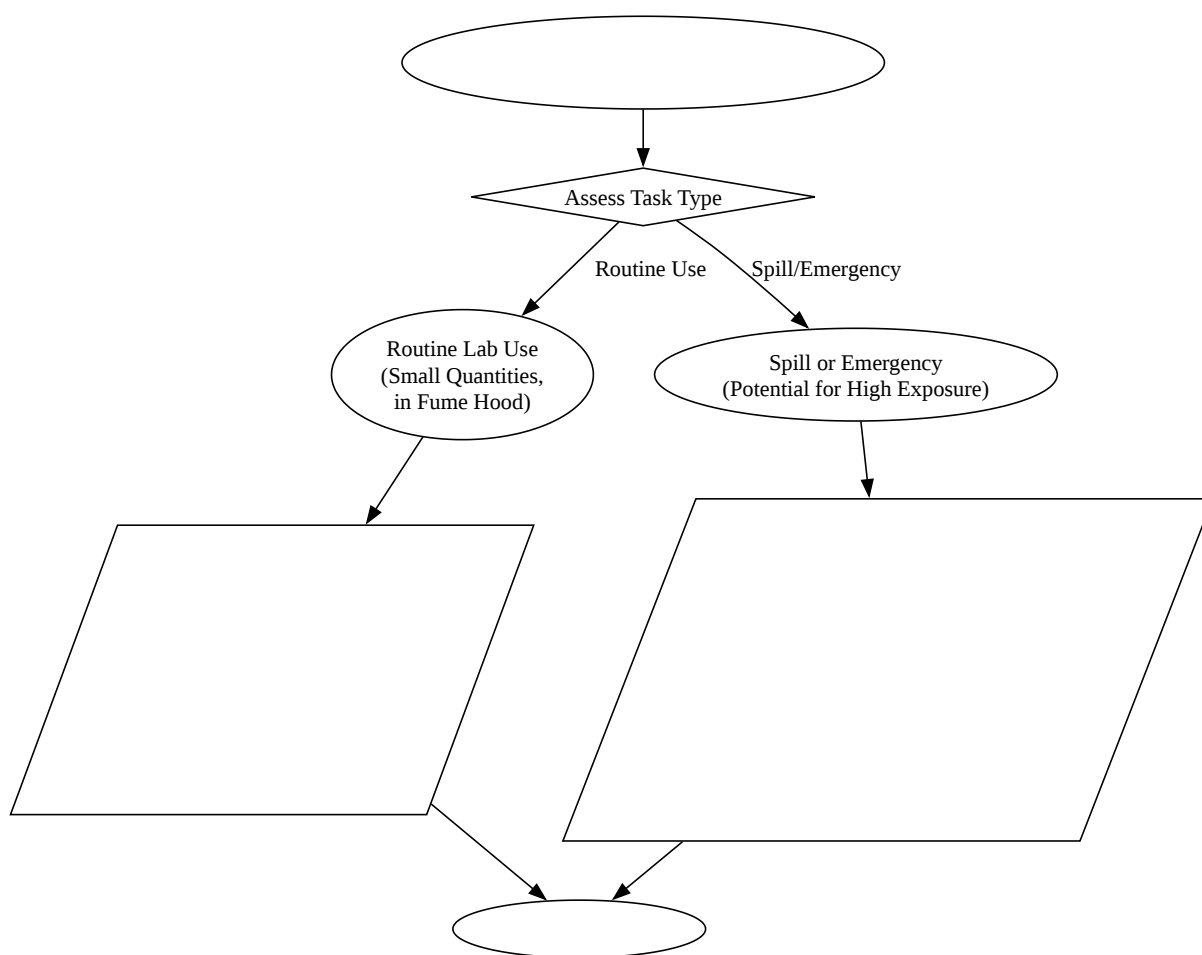 Assess Task Type
Routine Use
Spill/Emergency
Routine Lab Use
(Small Quantities,
in Fume Hood)
Spill or Emergency
(Potential for High Exposure)